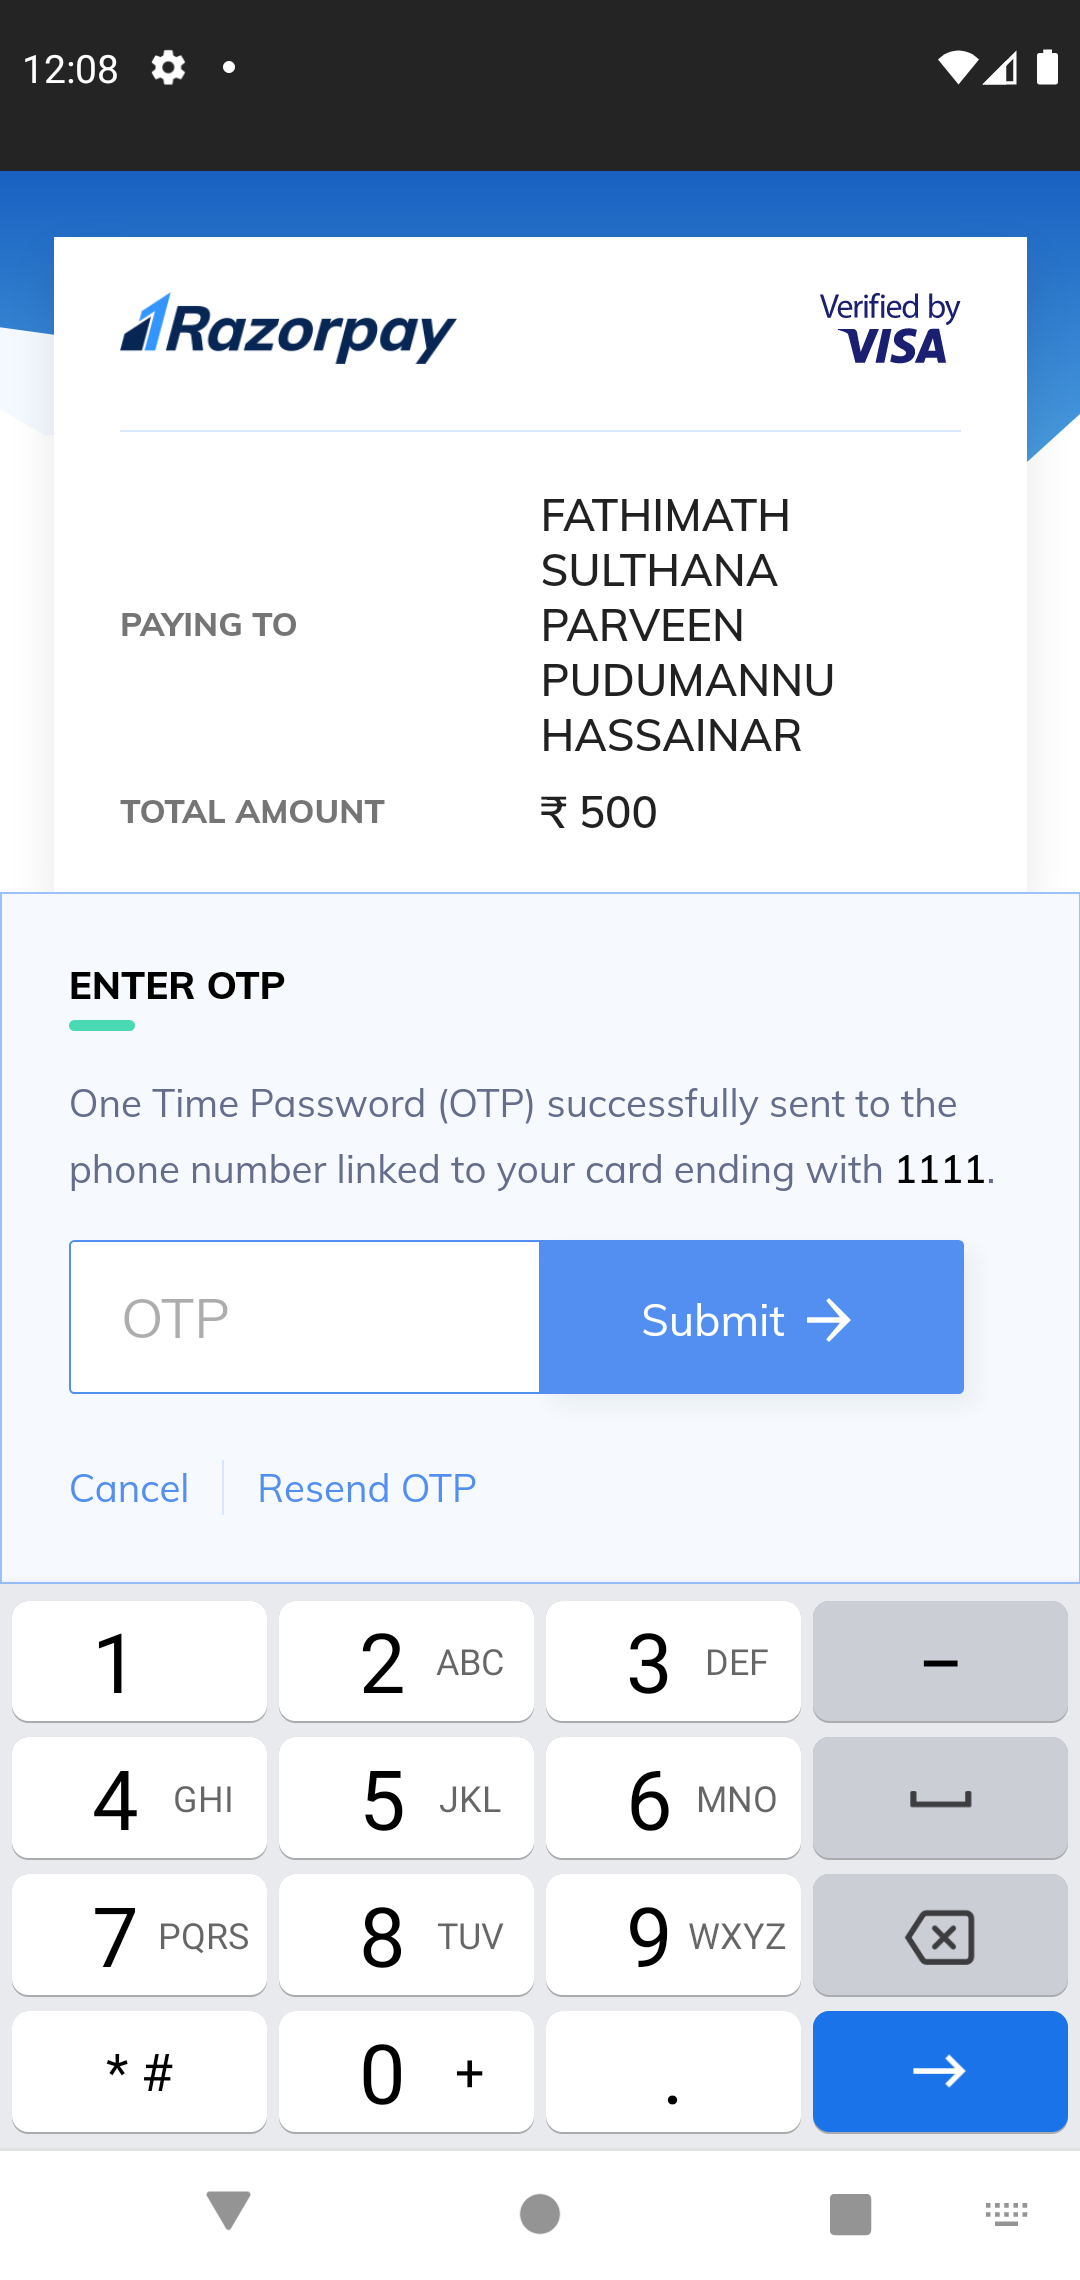 12:08
Razorpay
Verified by
VISA
PAYING TO
FATHIMATH
SULTHANA
PARVEEN
PUDUMANNU
HASSAINAR
TOTAL AMOUNT
₹ 500
ENTER OTP
One Time Password (OTP) successfully sent to the
phone number linked to your card ending with 1111.
OTP
Submit →
Cancel
Resend OTP
1
2 ABC
3 DEF
–
4 GHI
5 JKL
6 MNO
7 PQRS
8 TUV
9 WXYZ
* #
0 +
.